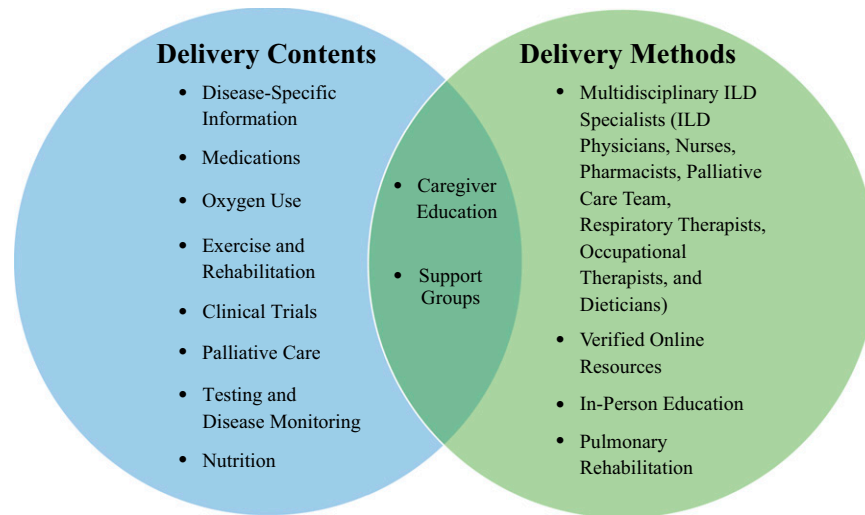 Delivery Contents
• Disease-Specific
Information
• Medications
• Oxygen Use
• Exercise and
Rehabilitation
• Clinical Trials
• Palliative Care
• Testing and
Disease Monitoring
• Nutrition
• Caregiver
Education
• Support
Groups
Delivery Methods
• Multidisciplinary ILD
Specialists (ILD
Physicians, Nurses,
Pharmacists, Palliative
Care Team,
Respiratory Therapists,
Occupational
Therapists, and
Dieticians)
• Verified Online
Resources
• In-Person Education
• Pulmonary
Rehabilitation